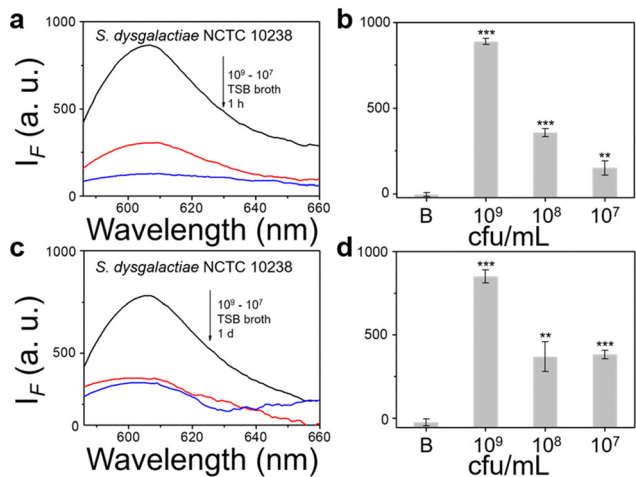 a
S. dysgalactiae NCTC 10238
10⁹ - 10⁷
TSB broth
1 h
I_F (a. u.)
1000
500
0
600 620 640 660
Wavelength (nm)
b
1000
500
0
***
***
**
B 10⁹ 10⁸ 10⁷
cfu/mL
c
S. dysgalactiae NCTC 10238
10⁹ - 10⁷
TSB broth
1 d
I_F (a. u.)
1000
500
0
600 620 640 660
Wavelength (nm)
d
1000
500
0
***
**
***
B 10⁹ 10⁸ 10⁷
cfu/mL